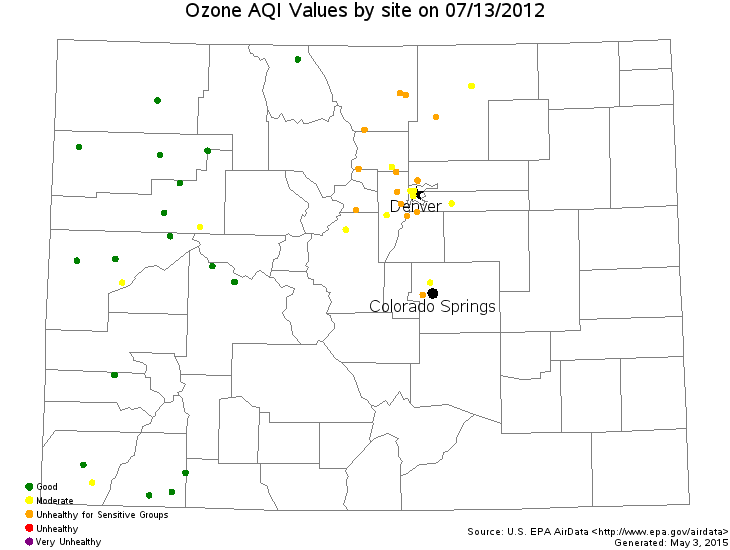 Ozone AQI Values by site on 07/13/2012
Denver
Colorado Springs
Good
Moderate
Unhealthy for Sensitive Groups
Unhealthy
Very Unhealthy
Source: U.S. EPA AirData <http://www.epa.gov/airdata>
Generated: May 3, 2015